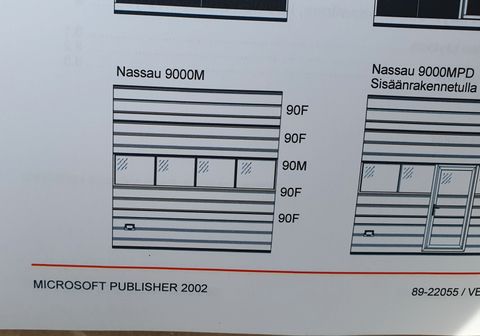 Nassau 9000M
90F
90F
90M
90F
90F
Nassau 9000MPD
Sisäänrakennetulla
MICROSOFT PUBLISHER 2002
89-22055 / VE